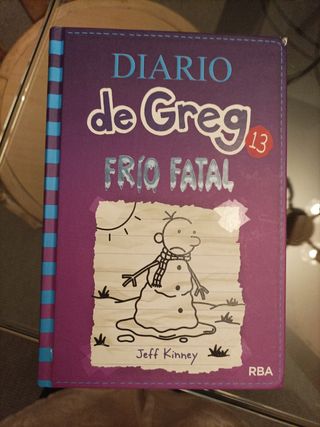 DIARIO
de Greg
13
FRÍO FATAL
Jeff Kinney
RBA